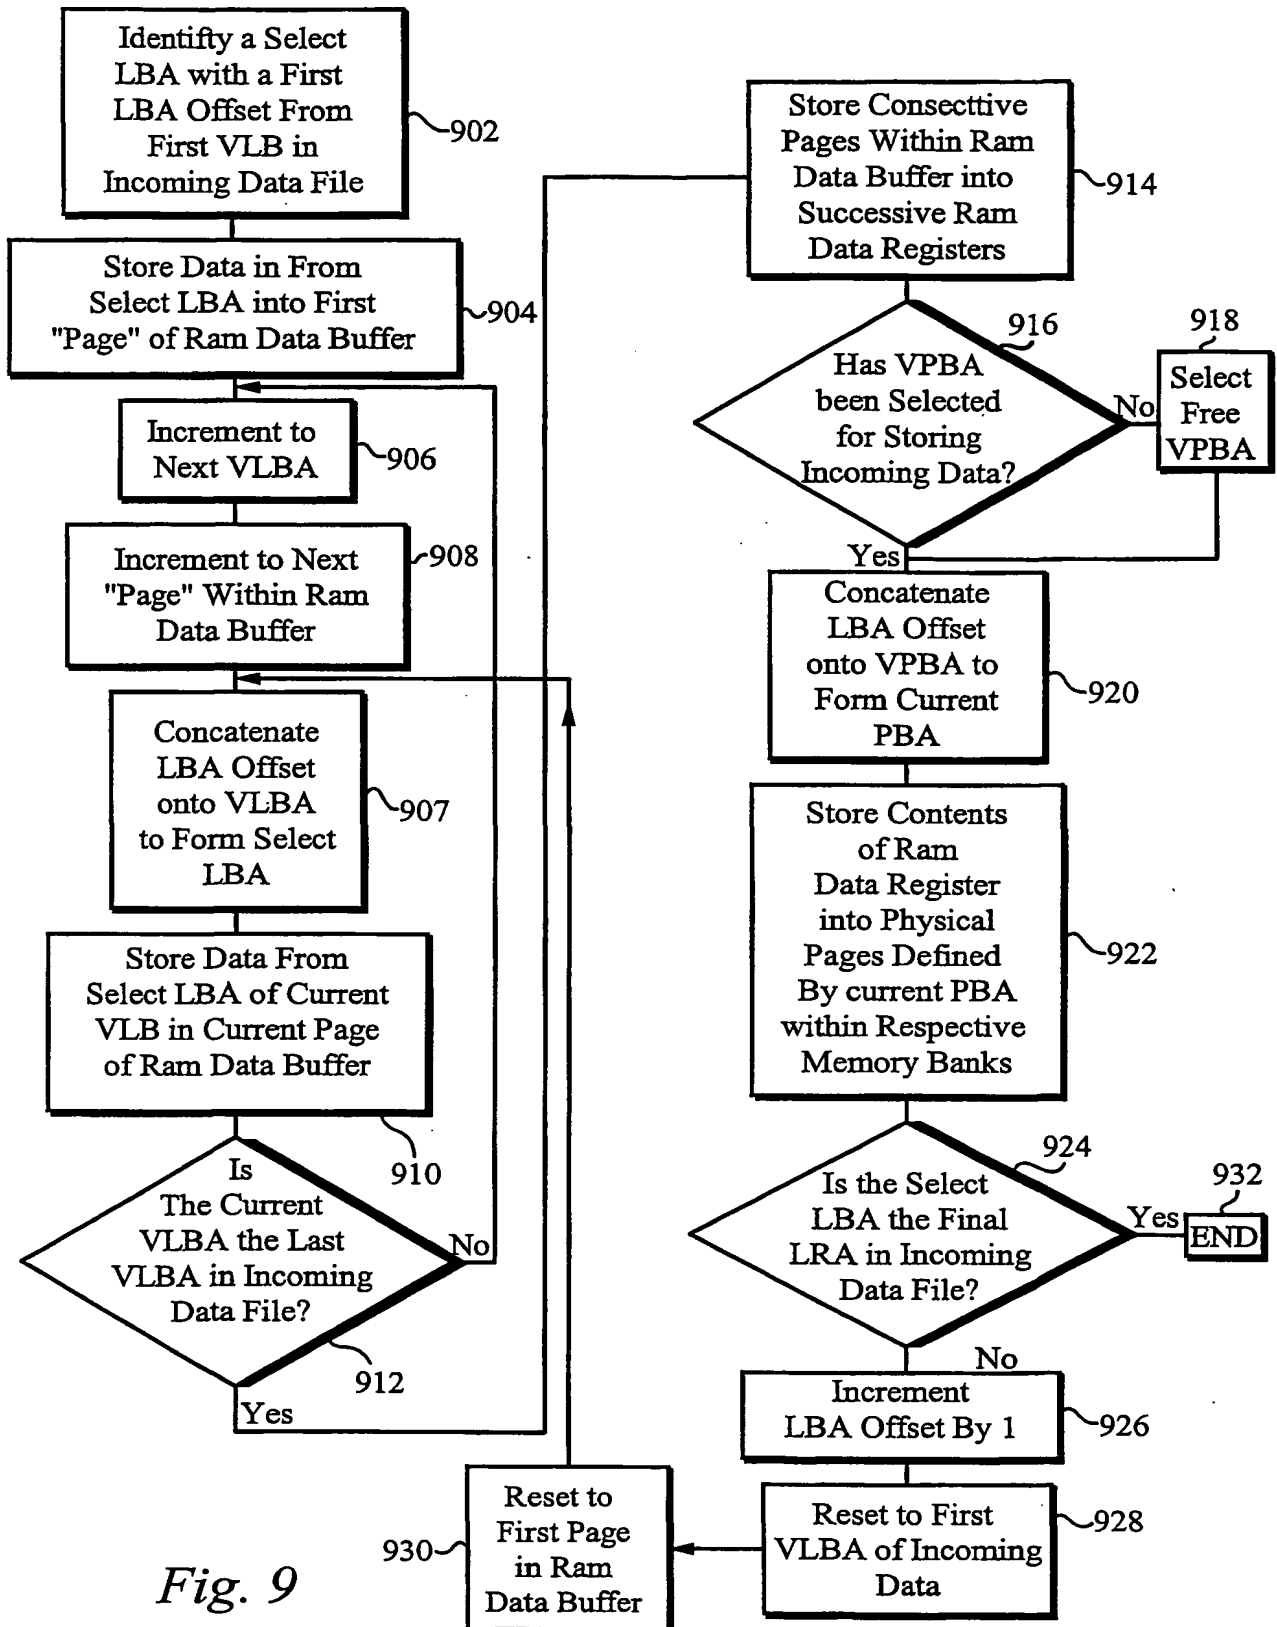 Identifty a Select
LBA with a First
LBA Offset From
First VLB in
Incoming Data File
902
Store Data in From
Select LBA into First
"Page" of Ram Data Buffer
904
Increment to
Next VLBA
906
Increment to Next
"Page" Within Ram
Data Buffer
908
Concatenate
LBA Offset
onto VLBA
to Form Select
LBA
907
Store Data From
Select LBA of Current
VLB in Current Page
of Ram Data Buffer
910
Is
The Current
VLBA the Last
VLBA in Incoming
Data File?
No
912
Yes
Store Consecttive
Pages Within Ram
Data Buffer into
Successive Ram
Data Registers
914
Has VPBA
been Selected
for Storing
Incoming Data?
916
No
918
Select
Free
VPBA
Yes
Concatenate
LBA Offset
onto VPBA to
Form Current
PBA
920
Store Contents
of Ram
Data Register
into Physical
Pages Defined
By current PBA
within Respective
Memory Banks
922
Is the Select
LBA the Final
LRA in Incoming
Data File?
924
Yes
932
END
No
Increment
LBA Offset By 1
926
Reset to First
VLBA of Incoming
Data
928
Reset to
First Page
in Ram
Data Buffer
930
Fig. 9